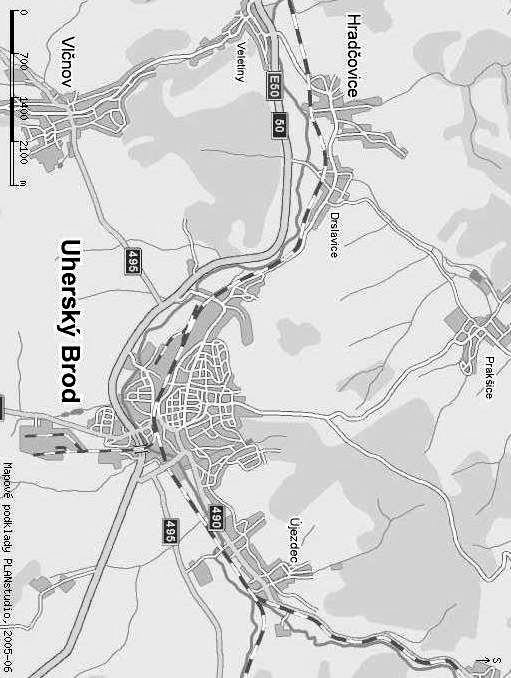 Hradčovice
Vlčnov
Veletiny
E50
50
0
700
1400
2100
m
Drslavice
495
Uherský Brod
Prakšice
490
495
Újezdec
S
Mapové podklady PLANstudio, 2005-06